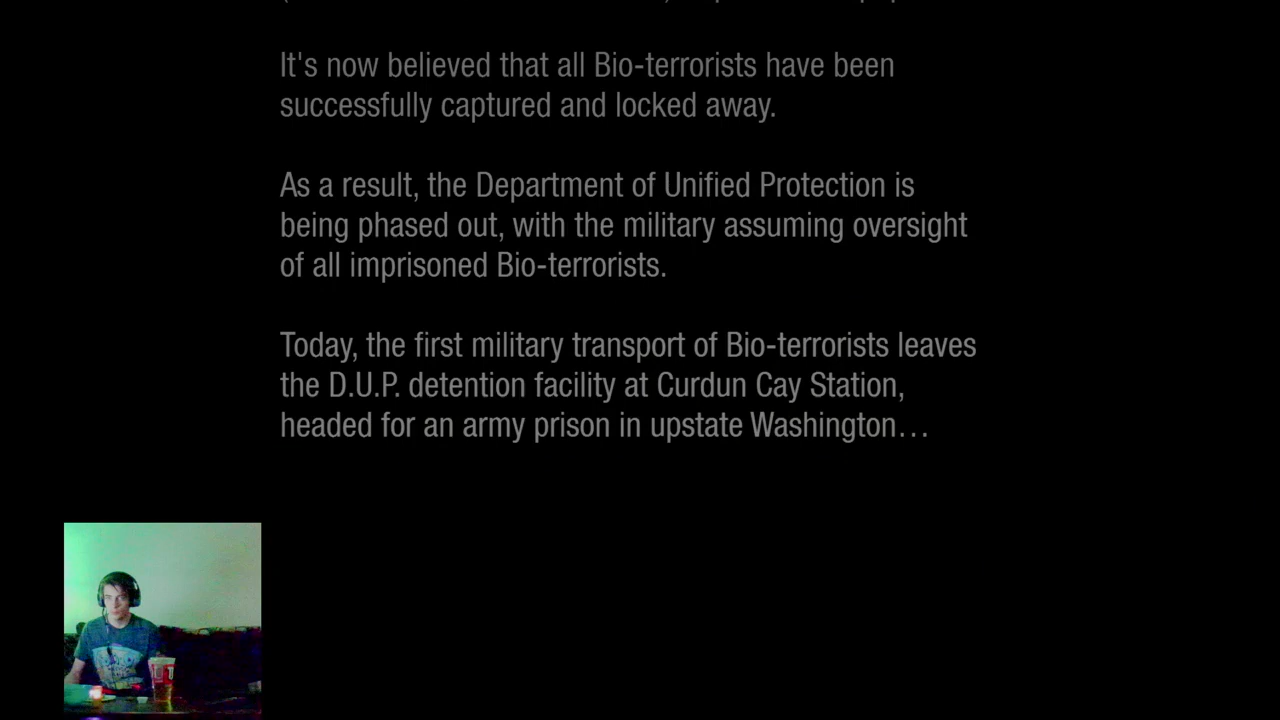 It's now believed that all Bio-terrorists have been
successfully captured and locked away.
As a result, the Department of Unified Protection is
being phased out, with the military assuming oversight
of all imprisoned Bio-terrorists.
Today, the first military transport of Bio-terrorists leaves
the D.U.P. detention facility at Curdun Cay Station,
headed for an army prison in upstate Washington…